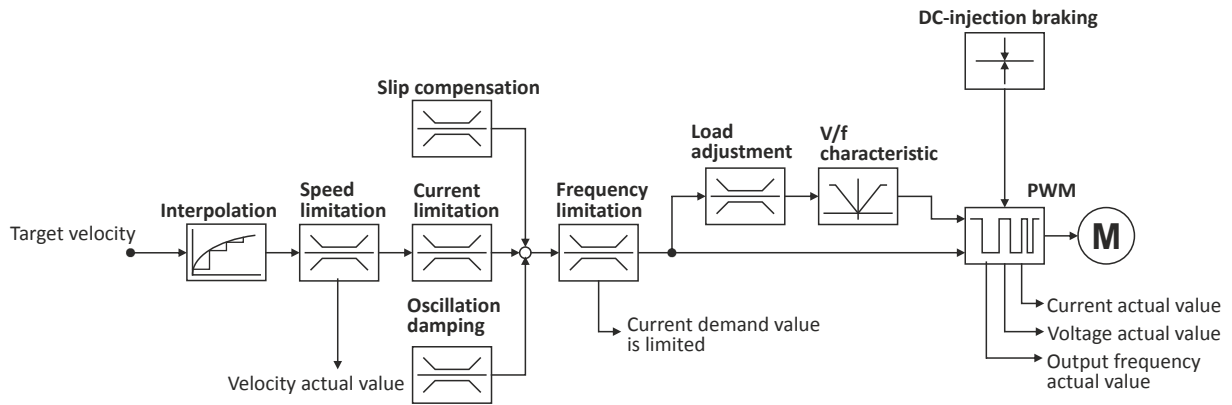 DC-injection braking
Slip compensation
Load
adjustment
V/f
characteristic
Speed
limitation
Current
limitation
Frequency
limitation
Interpolation
PWM
Target velocity
M
Oscillation
damping
Current demand value
is limited
Velocity actual value
Current actual value
Voltage actual value
Output frequency
actual value